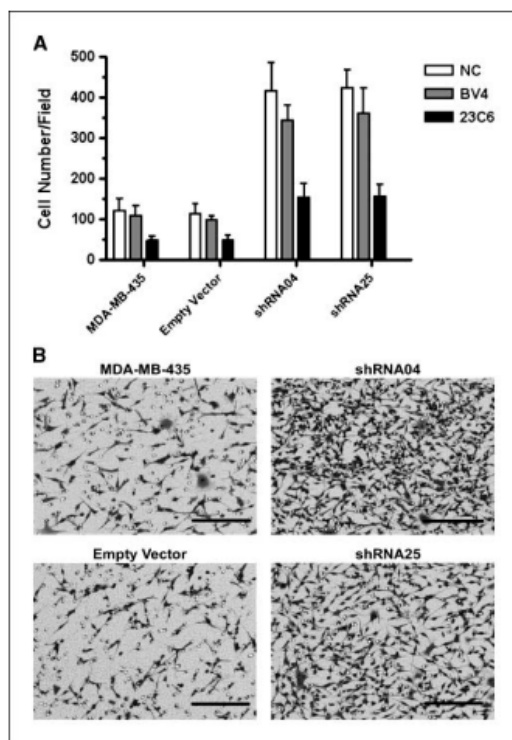 A
500
400
300
200
100
0
Cell Number/Field
NC
BV4
23C6
MDA-MB-435
Empty Vector
shRNA04
shRNA25
B
MDA-MB-435
shRNA04
Empty Vector
shRNA25